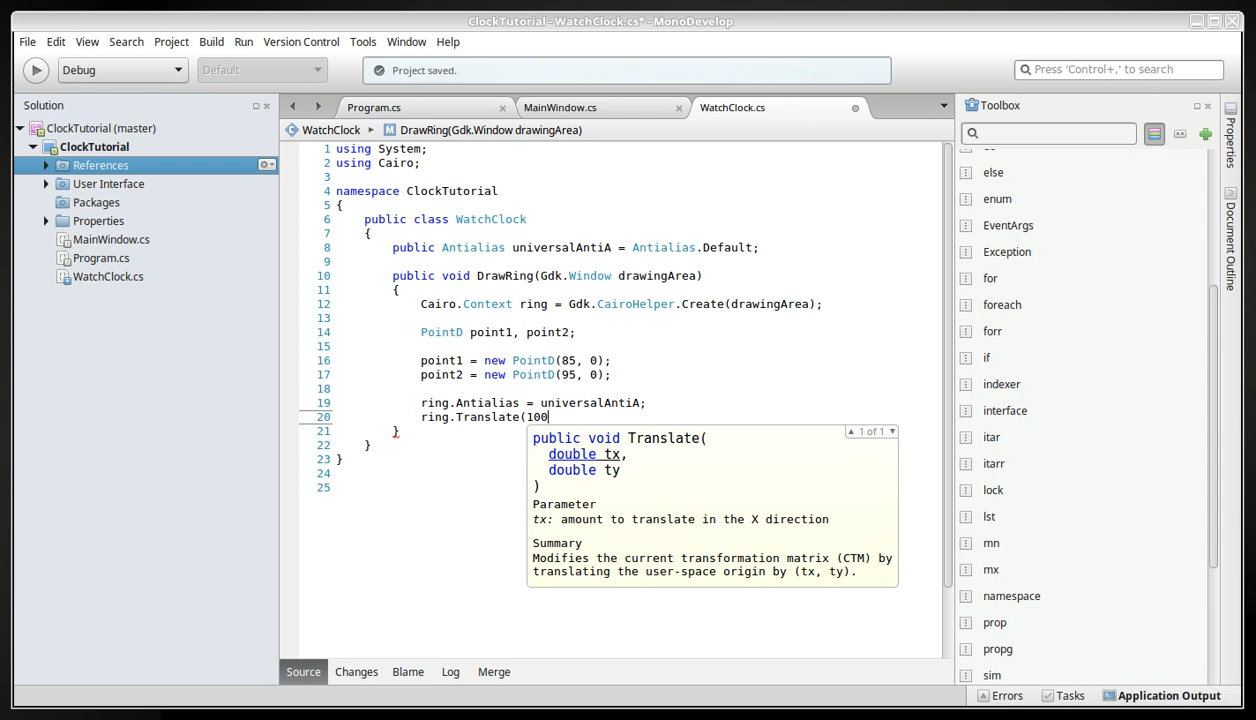 ClockTutorial - WatchClock.cs* - MonoDevelop
File Edit View Search Project Build Run Version Control Tools Window Help
Debug Default Project saved. Press 'Control+,' to search
Solution
ClockTutorial (master)
ClockTutorial
References
User Interface
Packages
Properties
MainWindow.cs
Program.cs
WatchClock.cs
Program.cs MainWindow.cs WatchClock.cs
WatchClock DrawRing(Gdk.Window drawingArea)
1 using System;
2 using Cairo;
3
4 namespace ClockTutorial
5 {
6 public class WatchClock
7 {
8 public Antialias universalAntiA = Antialias.Default;
9
10 public void DrawRing(Gdk.Window drawingArea)
11 {
12 Cairo.Context ring = Gdk.CairoHelper.Create(drawingArea);
13
14 PointD point1, point2;
15
16 point1 = new PointD(85, 0);
17 point2 = new PointD(95, 0);
18
19 ring.Antialias = universalAntiA;
20 ring.Translate(100
21 }
22 }
23 }
24
25
1 of 1
public void Translate(
double tx,
double ty
)
Parameter
tx: amount to translate in the X direction
Summary
Modifies the current transformation matrix (CTM) by
translating the user-space origin by (tx, ty).
Source Changes Blame Log Merge
Toolbox
else
enum
EventArgs
Exception
for
foreach
forr
if
indexer
interface
itar
itarr
lock
lst
mn
mx
namespace
prop
propg
sim
Properties
Document Outline
Errors Tasks Application Output